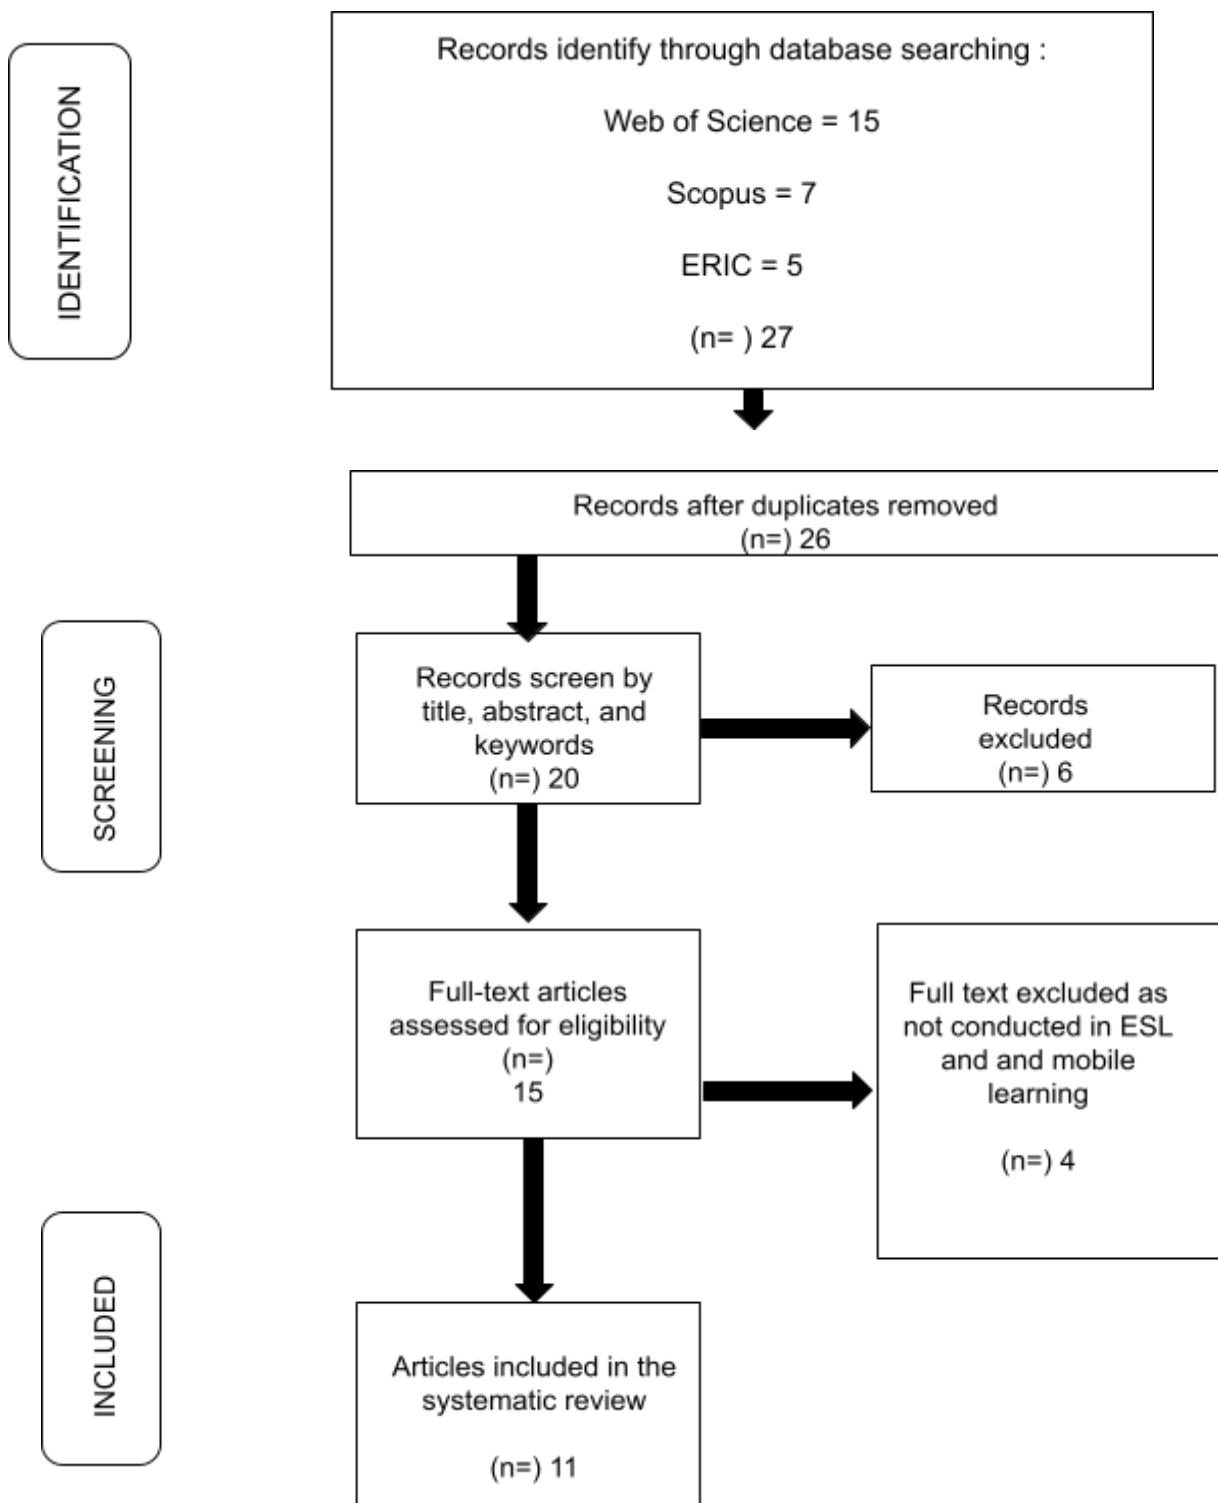 IDENTIFICATION
Records identify through database searching :
Web of Science = 15
Scopus = 7
ERIC = 5
(n= ) 27
Records after duplicates removed
(n=) 26
SCREENING
Records screen by
title, abstract, and
keywords
(n=) 20
Records
excluded
(n=) 6
Full-text articles
assessed for eligibility
(n=)
15
Full text excluded as
not conducted in ESL
and and mobile
learning
(n=) 4
INCLUDED
Articles included in the
systematic review
(n=) 11